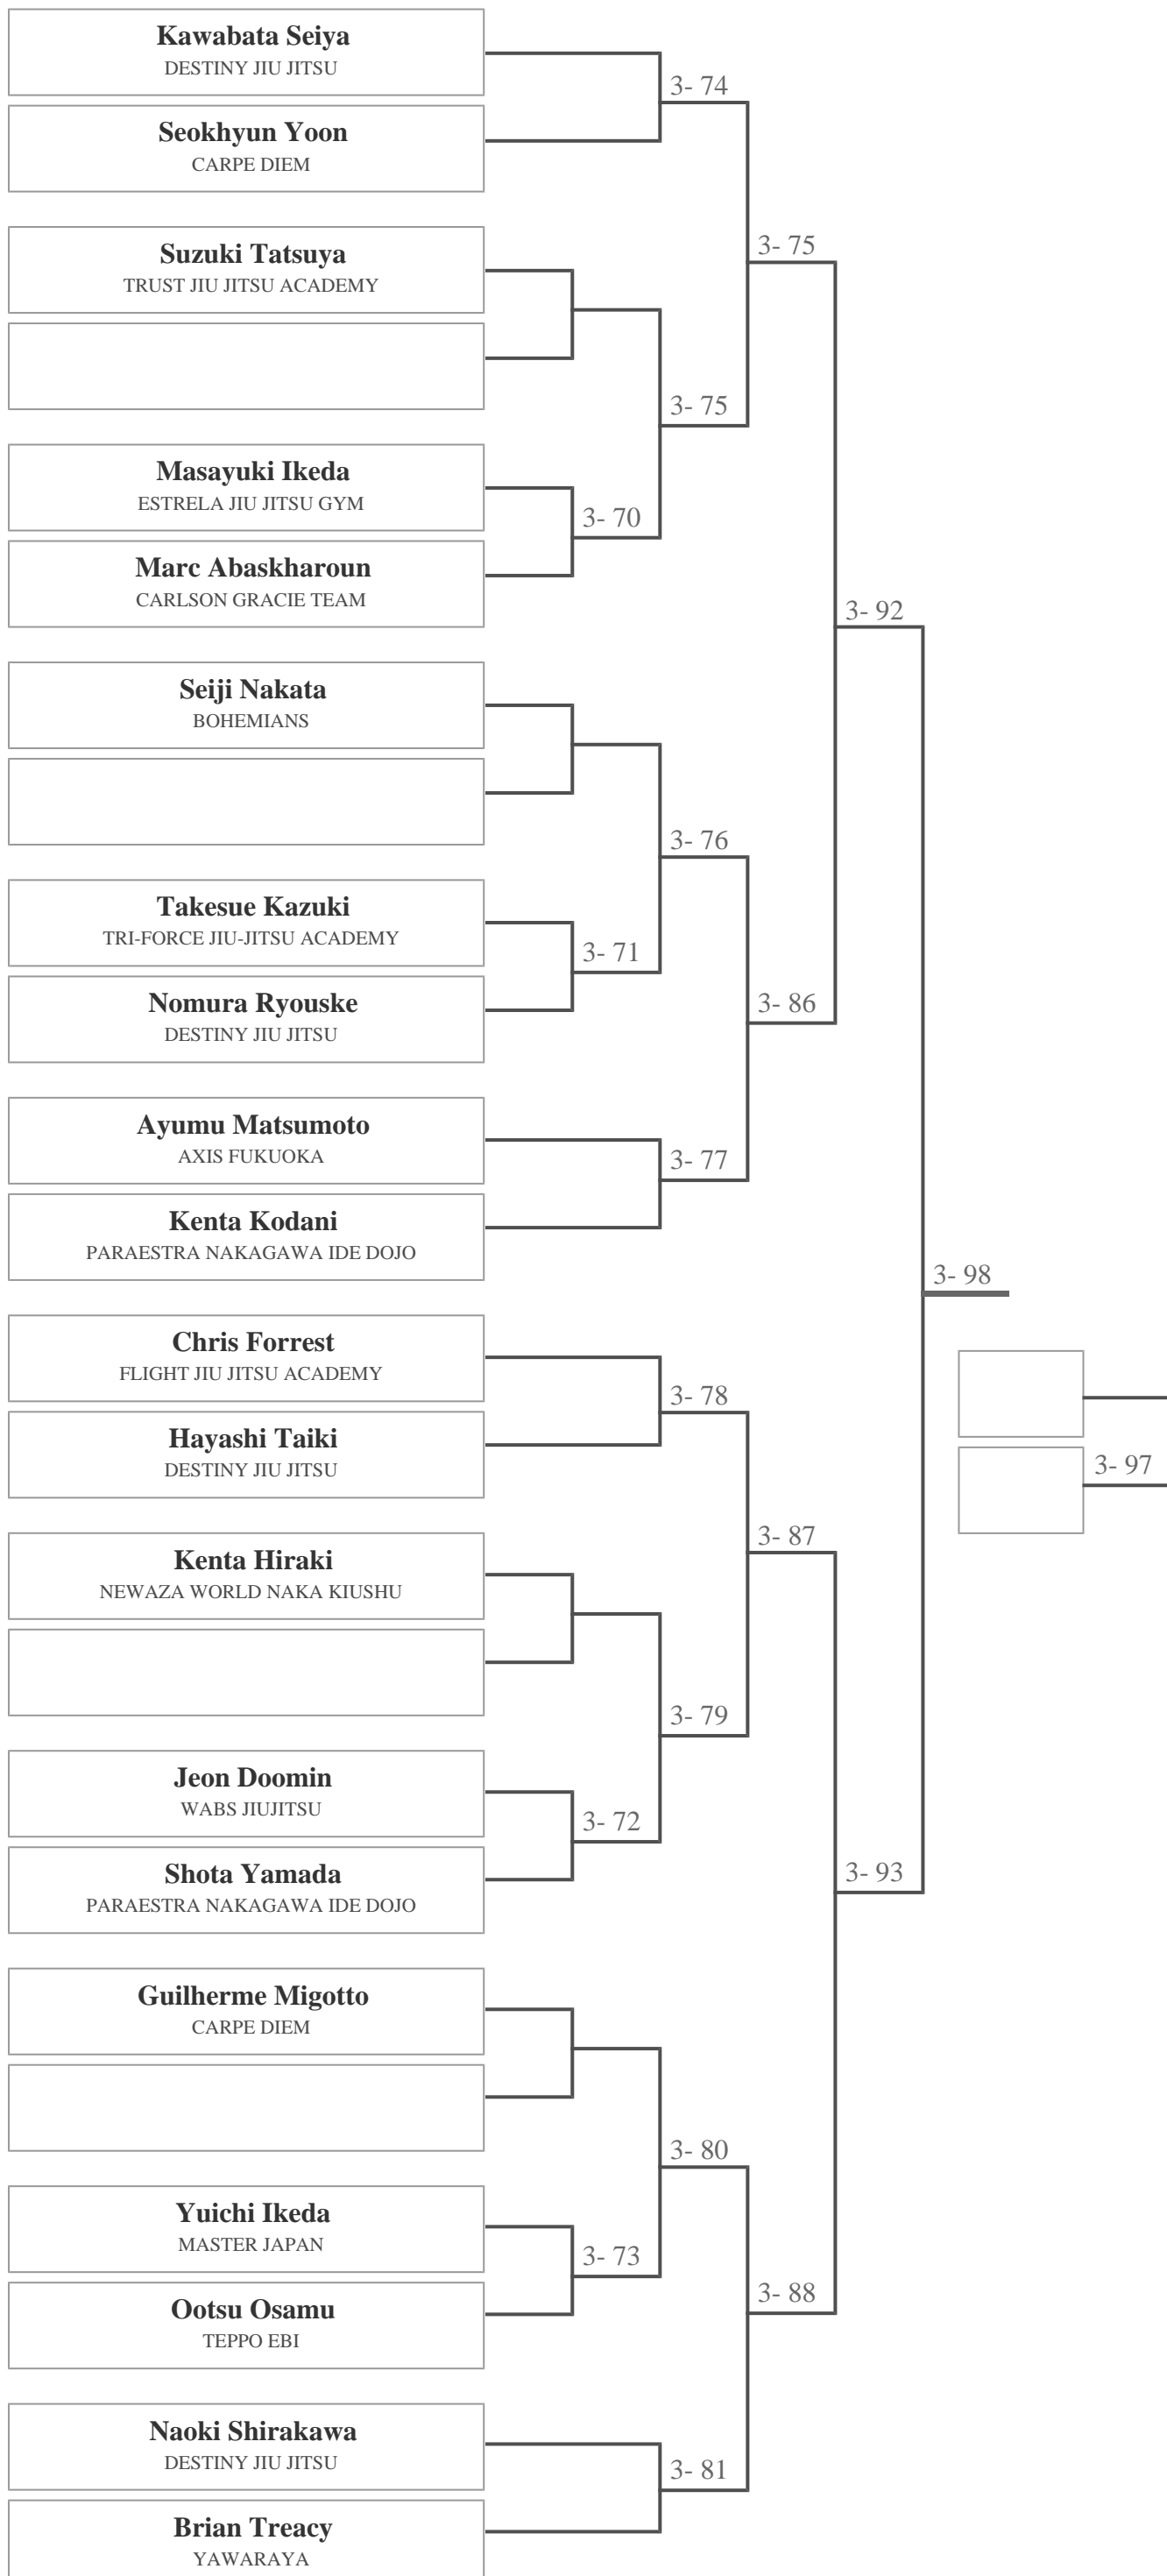 Kawabata Seiya
DESTINY JIU JITSU
3- 74
Seokhyun Yoon
CARPE DIEM
3- 75
Suzuki Tatsuya
TRUST JIU JITSU ACADEMY
3- 75
Masayuki Ikeda
ESTRELA JIU JITSU GYM
3- 70
Marc Abaskharoun
CARLSON GRACIE TEAM
3- 92
Seiji Nakata
BOHEMIANS
3- 76
Takesue Kazuki
TRI-FORCE JIU-JITSU ACADEMY
3- 71
Nomura Ryouske
DESTINY JIU JITSU
3- 86
Ayumu Matsumoto
AXIS FUKUOKA
3- 77
Kenta Kodani
PARAESTRA NAKAGAWA IDE DOJO
3- 98
Chris Forrest
FLIGHT JIU JITSU ACADEMY
3- 78
Hayashi Taiki
DESTINY JIU JITSU
3- 97
3- 87
Kenta Hiraki
NEWAZA WORLD NAKA KIUSHU
3- 79
Jeon Doomin
WABS JIUJITSU
3- 72
Shota Yamada
PARAESTRA NAKAGAWA IDE DOJO
3- 93
Guilherme Migotto
CARPE DIEM
3- 80
Yuichi Ikeda
MASTER JAPAN
3- 73
Ootsu Osamu
TEPPO EBI
3- 88
Naoki Shirakawa
DESTINY JIU JITSU
3- 81
Brian Treacy
YAWARAYA